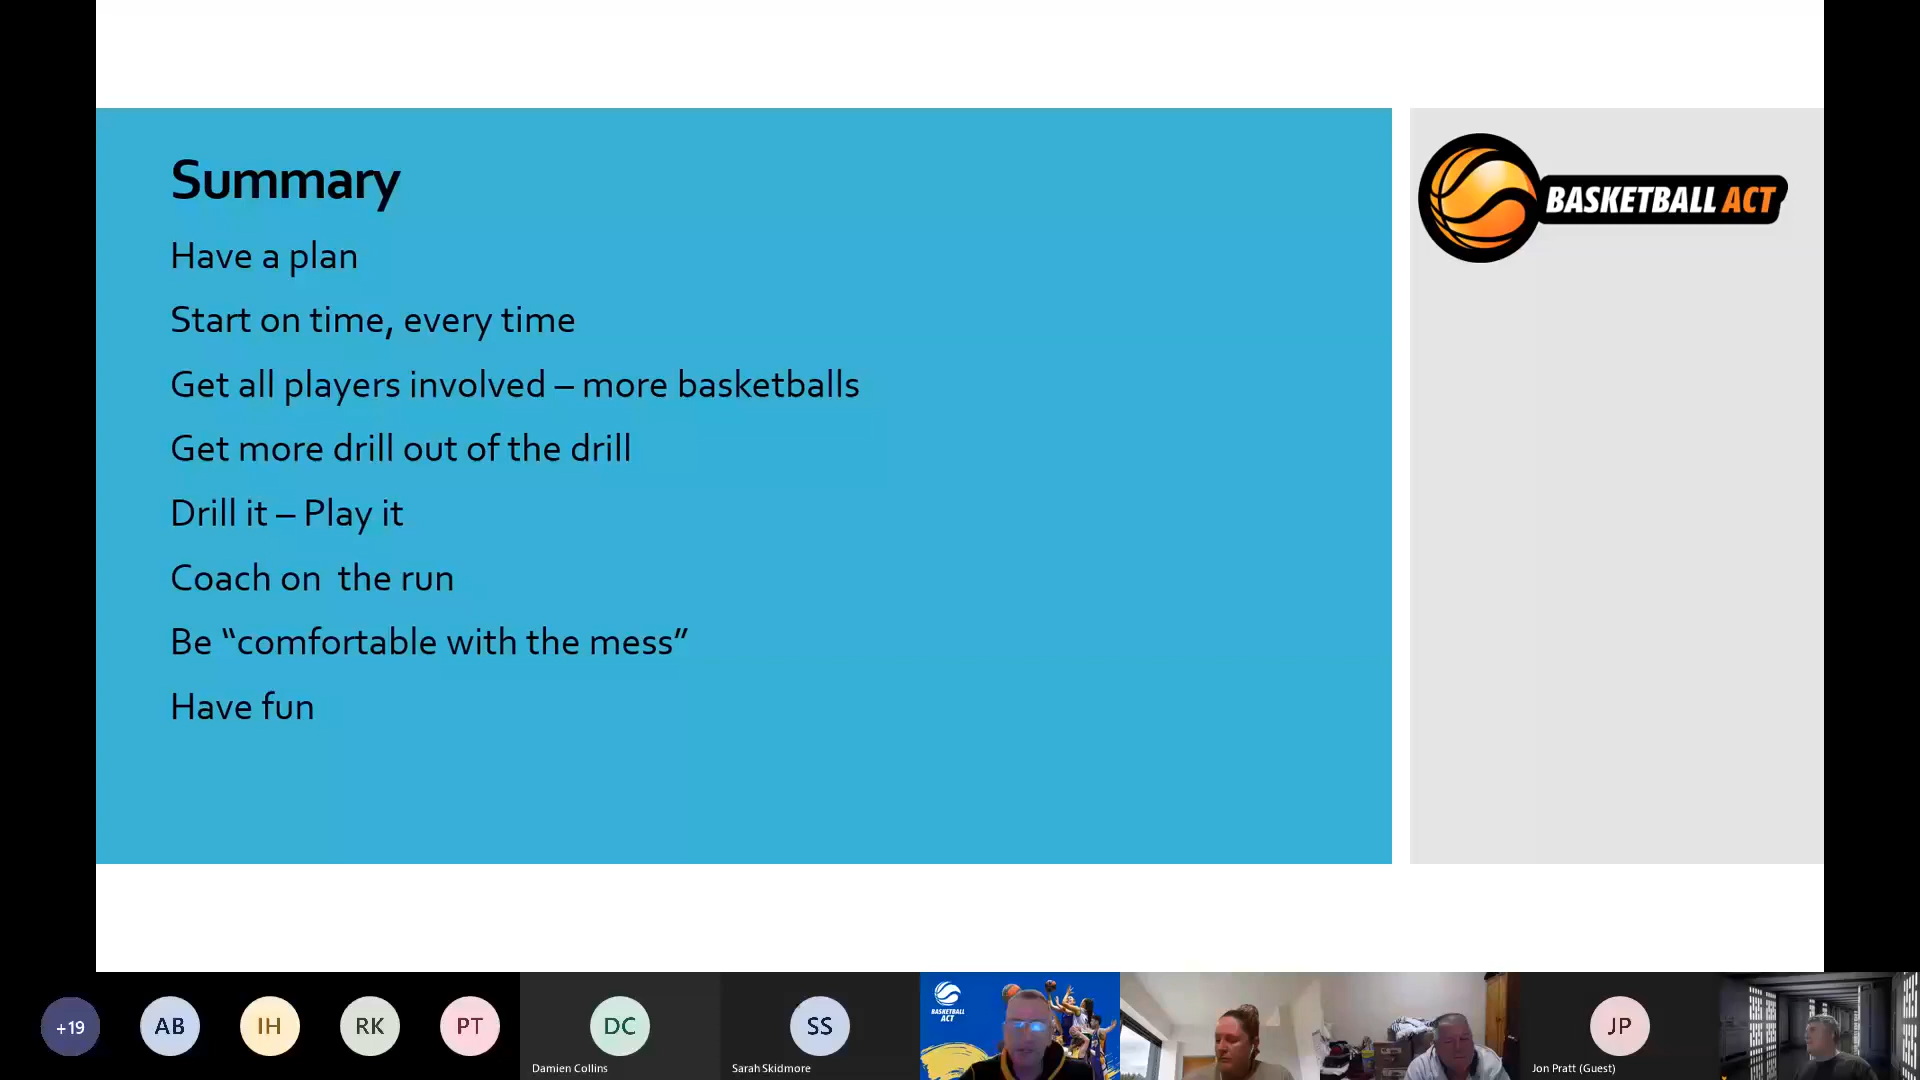 Summary
BASKETBALL ACT
Have a plan
Start on time, every time
Get all players involved – more basketballs
Get more drill out of the drill
Drill it – Play it
Coach on  the run
Be “comfortable with the mess”
Have fun
+19
AB
IH
RK
PT
DC
Damien Collins
SS
Sarah Skidmore
BASKETBALL
ACT
JP
Jon Pratt (Guest)